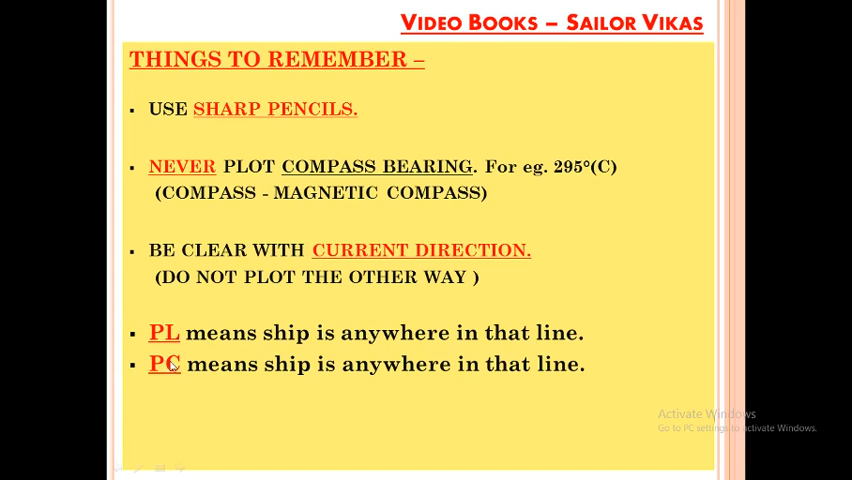 VIDEO BOOKS – SAILOR VIKAS
THINGS TO REMEMBER –
▪ USE SHARP PENCILS.
▪ NEVER PLOT COMPASS BEARING. For eg. 295°(C)
(COMPASS - MAGNETIC COMPASS)
▪ BE CLEAR WITH CURRENT DIRECTION.
(DO NOT PLOT THE OTHER WAY )
▪ PL means ship is anywhere in that line.
▪ PC means ship is anywhere in that line.
Activate Windows
Go to PC settings to activate Windows.